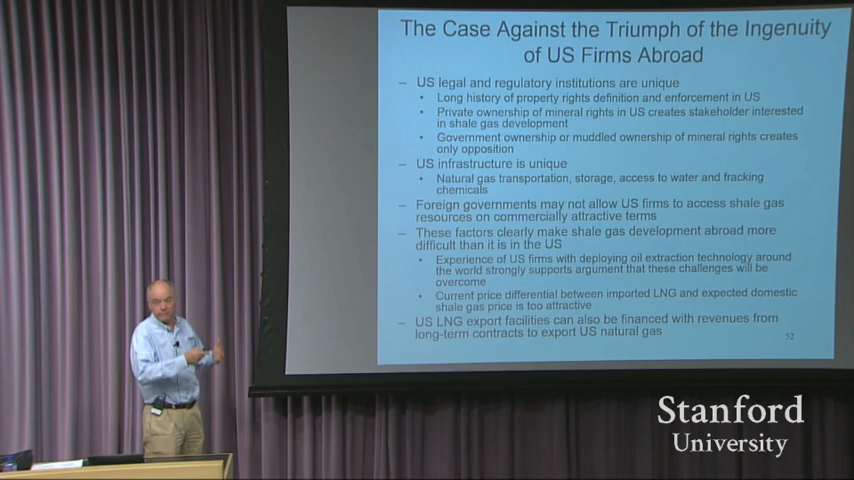 The Case Against the Triumph of the Ingenuity
of US Firms Abroad
– US legal and regulatory institutions are unique
• Long history of property rights definition and enforcement in US
• Private ownership of mineral rights in US creates stakeholder interested
in shale gas development
• Government ownership or muddled ownership of mineral rights creates
only opposition
– US infrastructure is unique
• Natural gas transportation, storage, access to water and fracking
chemicals
– Foreign governments may not allow US firms to access shale gas
resources on commercially attractive terms
– These factors clearly make shale gas development abroad more
difficult than it is in the US
• Experience of US firms with deploying oil extraction technology around
the world strongly supports argument that these challenges will be
overcome
• Current price differential between imported LNG and expected domestic
shale gas price is too attractive
– US LNG export facilities can also be financed with revenues from
long-term contracts to export US natural gas
52
Stanford
University